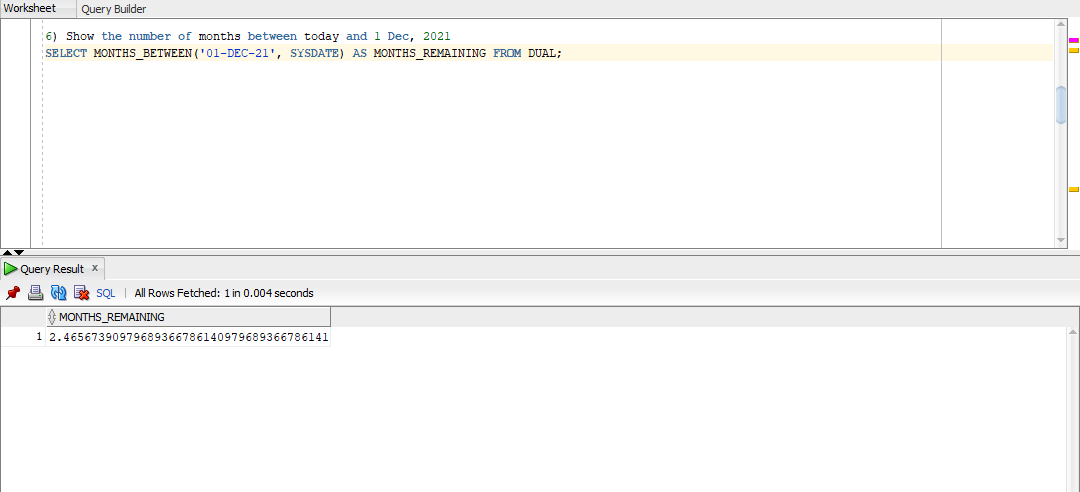 Worksheet Query Builder
6) Show the number of months between today and 1 Dec, 2021
SELECT MONTHS_BETWEEN('01-DEC-21', SYSDATE) AS MONTHS_REMAINING FROM DUAL;
Query Result x
SQL | All Rows Fetched: 1 in 0.004 seconds
MONTHS_REMAINING
1 2.46567390979689366786140979689366786141